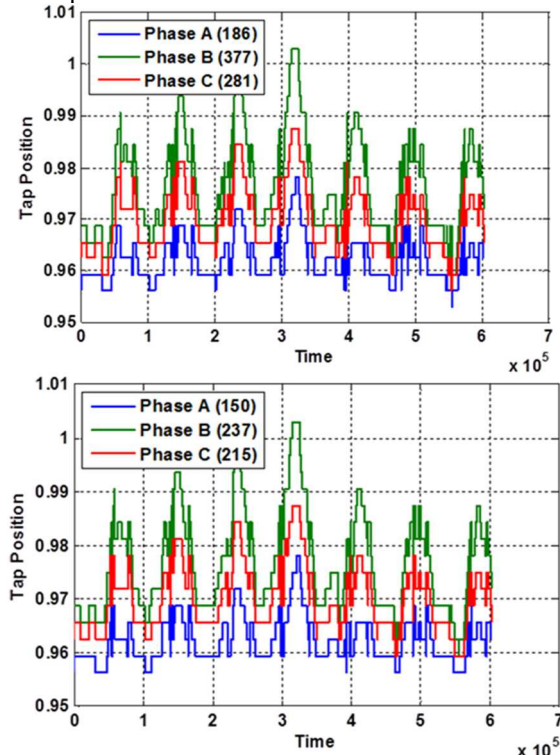 1.01
1
0.99
0.98
0.97
0.96
0.95
Tap Position
Phase A (186)
Phase B (377)
Phase C (281)
0 1 2 3 4 5 6 7
Time
x 10^5
1.01
1
0.99
0.98
0.97
0.96
0.95
Tap Position
Phase A (150)
Phase B (237)
Phase C (215)
0 1 2 3 4 5 6 7
Time
x 10^5